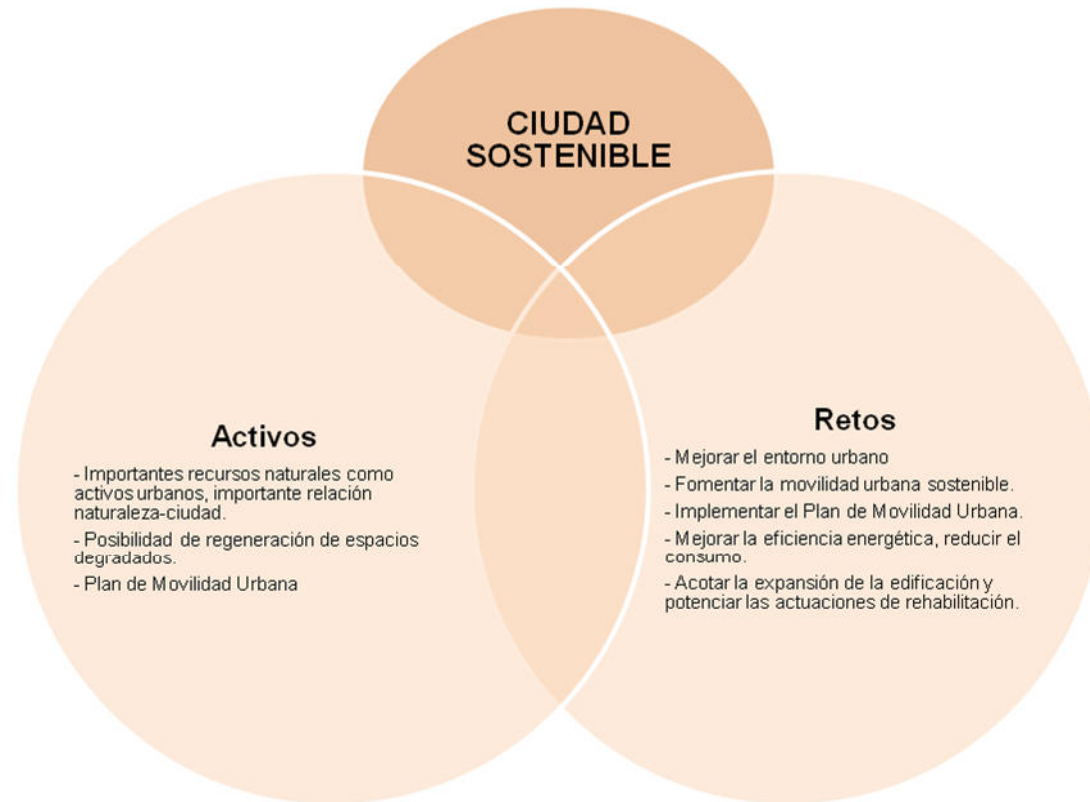 CIUDAD
SOSTENIBLE
Activos
- Importantes recursos naturales como
activos urbanos, importante relación
naturaleza-ciudad.
- Posibilidad de regeneración de espacios
degradados.
- Plan de Movilidad Urbana
Retos
- Mejorar el entorno urbano
- Fomentar la movilidad urbana sostenible.
- Implementar el Plan de Movilidad Urbana.
- Mejorar la eficiencia energética, reducir el
consumo.
- Acotar la expansión de la edificación y
potenciar las actuaciones de rehabilitación.